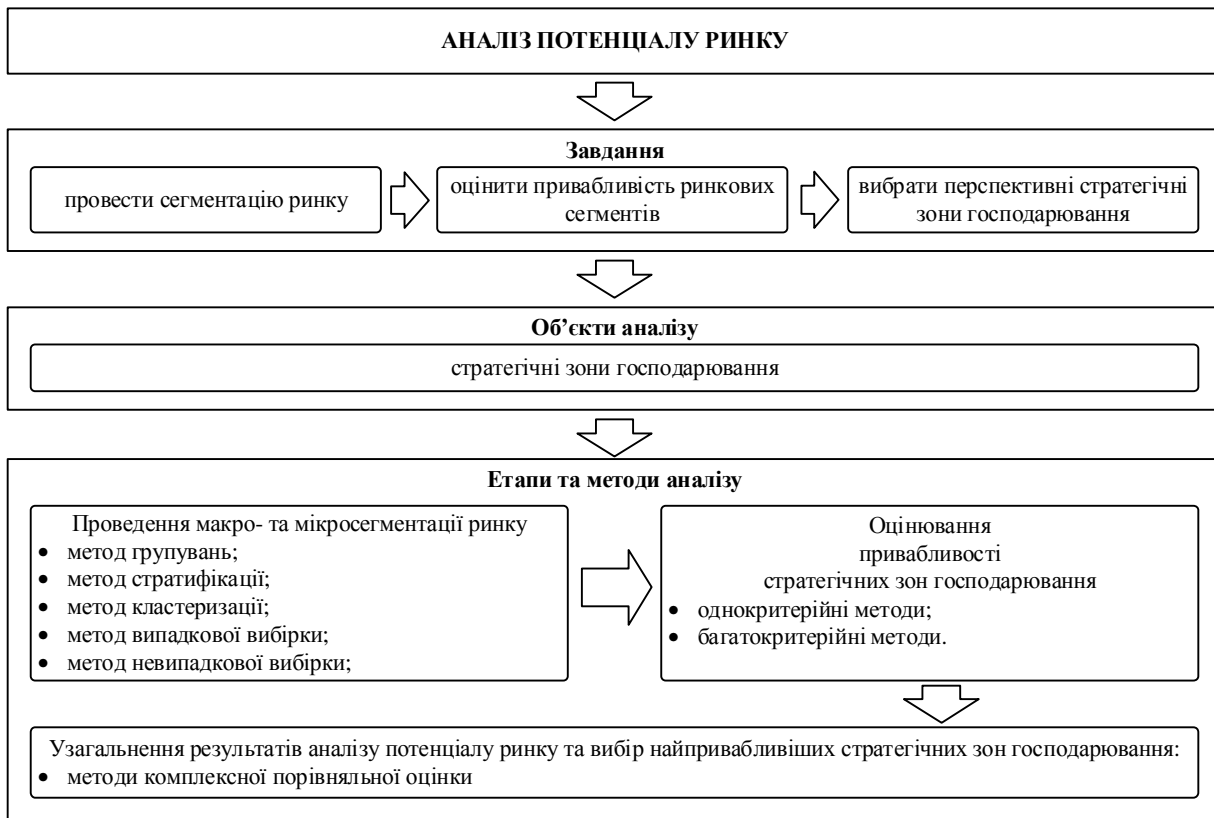 АНАЛІЗ ПОТЕНЦІАЛУ РИНКУ
Завдання
провести сегментацію ринку
оцінити привабливість ринкових
сегментів
вибрати перспективні стратегічні
зони господарювання
Об’єкти аналізу
стратегічні зони господарювання
Етапи та методи аналізу
Проведення макро- та мікросегментації ринку
• метод групувань;
• метод стратифікації;
• метод кластеризації;
• метод випадкової вибірки;
• метод невипадкової вибірки;
Оцінювання
привабливості
стратегічних зон господарювання
• однокритерійні методи;
• багатокритерійні методи.
Узагальнення результатів аналізу потенціалу ринку та вибір найпривабливіших стратегічних зон господарювання:
• методи комплексної порівняльної оцінки